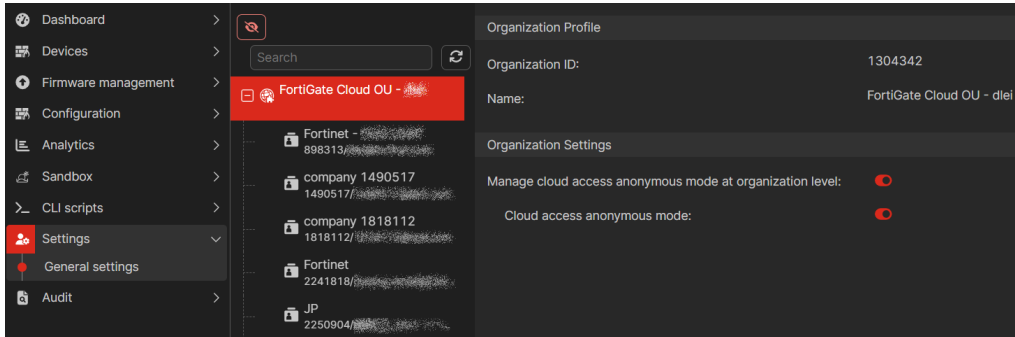 Dashboard
Devices
Firmware management
Configuration
Analytics
Sandbox
CLI scripts
Settings
General settings
Audit
Search
FortiGate Cloud OU -
Fortinet -
898313/
company 1490517
1490517/
company 1818112
1818112/
Fortinet
2241818/
JP
2250904/
Organization Profile
Organization ID: 1304342
Name: FortiGate Cloud OU - dlei
Organization Settings
Manage cloud access anonymous mode at organization level:
Cloud access anonymous mode: